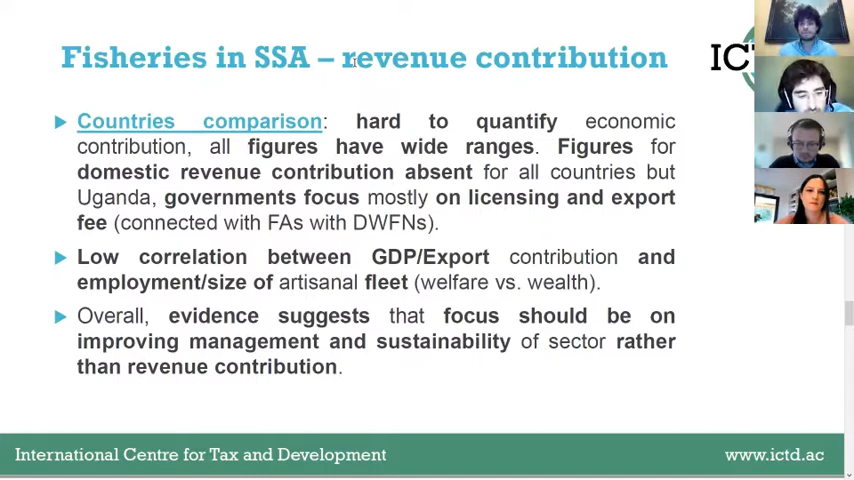 Fisheries in SSA – revenue contribution
Countries comparison: hard to quantify economic
contribution, all figures have wide ranges. Figures for
domestic revenue contribution absent for all countries but
Uganda, governments focus mostly on licensing and export
fee (connected with FAs with DWFNs).
Low correlation between GDP/Export contribution and
employment/size of artisanal fleet (welfare vs. wealth).
Overall, evidence suggests that focus should be on
improving management and sustainability of sector rather
than revenue contribution.
International Centre for Tax and Development
www.ictd.ac